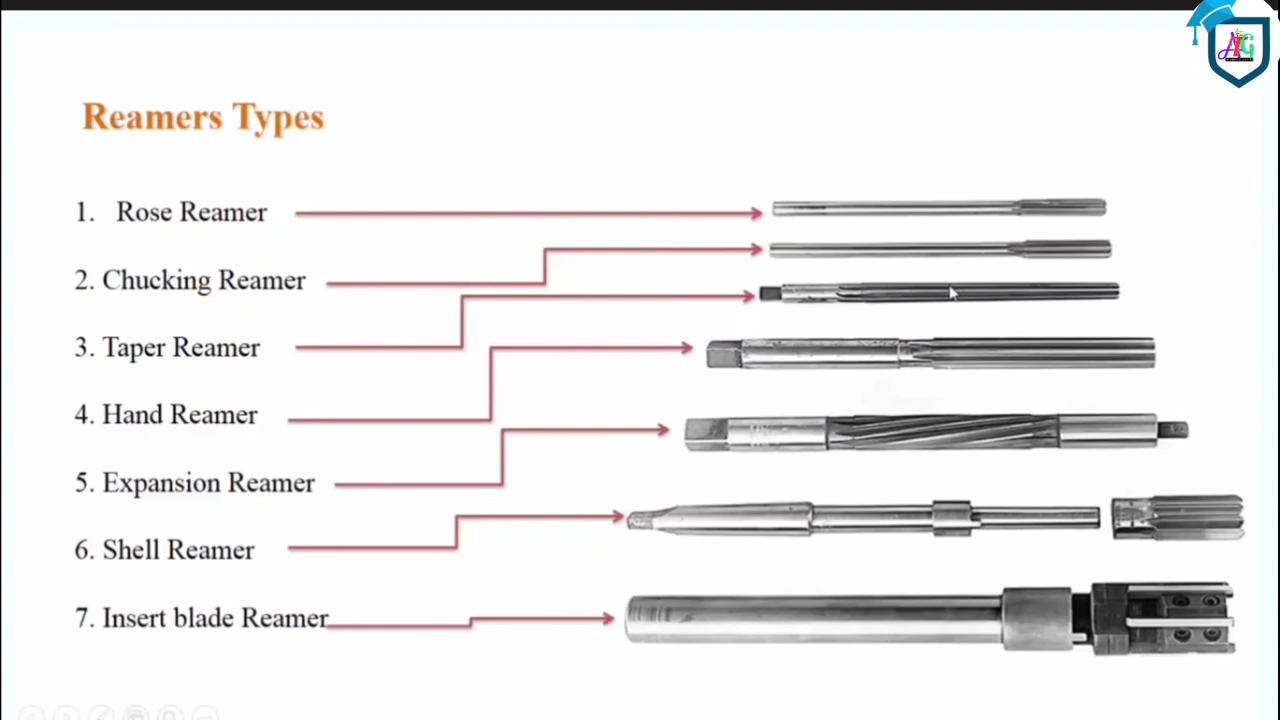 Reamers Types
1. Rose Reamer
2. Chucking Reamer
3. Taper Reamer
4. Hand Reamer
5. Expansion Reamer
6. Shell Reamer
7. Insert blade Reamer